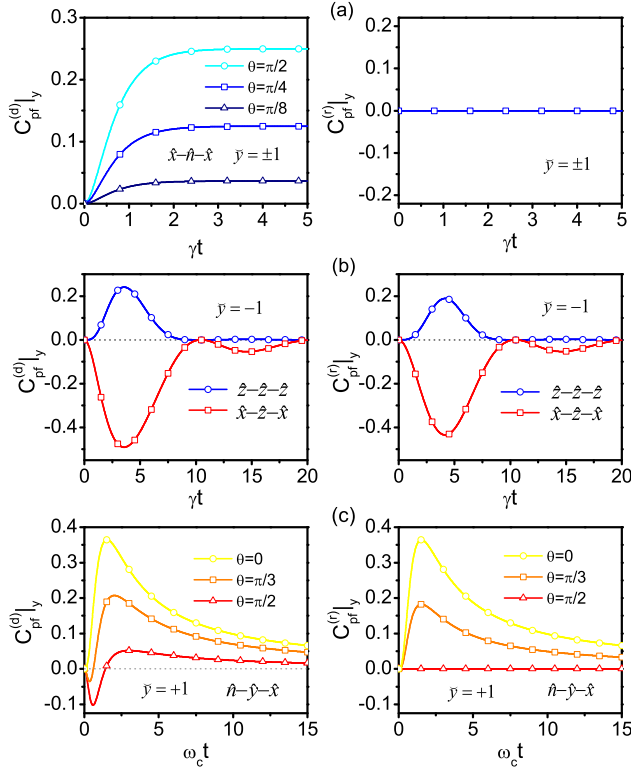 (a)
C_pf^(d)|_y
0.3
0.2
0.1
0.0
θ=π/2
θ=π/4
θ=π/8
x̂−n̂−x̂ ȳ=±1
0 1 2 3 4 5
γt
C_pf^(r)|_y
0.2
0.1
0.0
-0.1
-0.2
ȳ=±1
0 1 2 3 4 5
γt
(b)
C_pf^(d)|_y
0.2
0.0
-0.2
-0.4
ȳ=−1
ẑ−ẑ−ẑ
x̂−ẑ−x̂
0 5 10 15 20
γt
C_pf^(r)|_y
0.2
0.0
-0.2
-0.4
ȳ=−1
ẑ−ẑ−ẑ
x̂−ẑ−x̂
0 5 10 15 20
γt
(c)
C_pf^(d)|_y
0.4
0.3
0.2
0.1
0.0
-0.1
θ=0
θ=π/3
θ=π/2
ȳ=+1 n̂−ŷ−x̂
0 5 10 15
ω_c t
C_pf^(r)|_y
0.4
0.3
0.2
0.1
0.0
-0.1
θ=0
θ=π/3
θ=π/2
ȳ=+1 n̂−ŷ−x̂
0 5 10 15
ω_c t